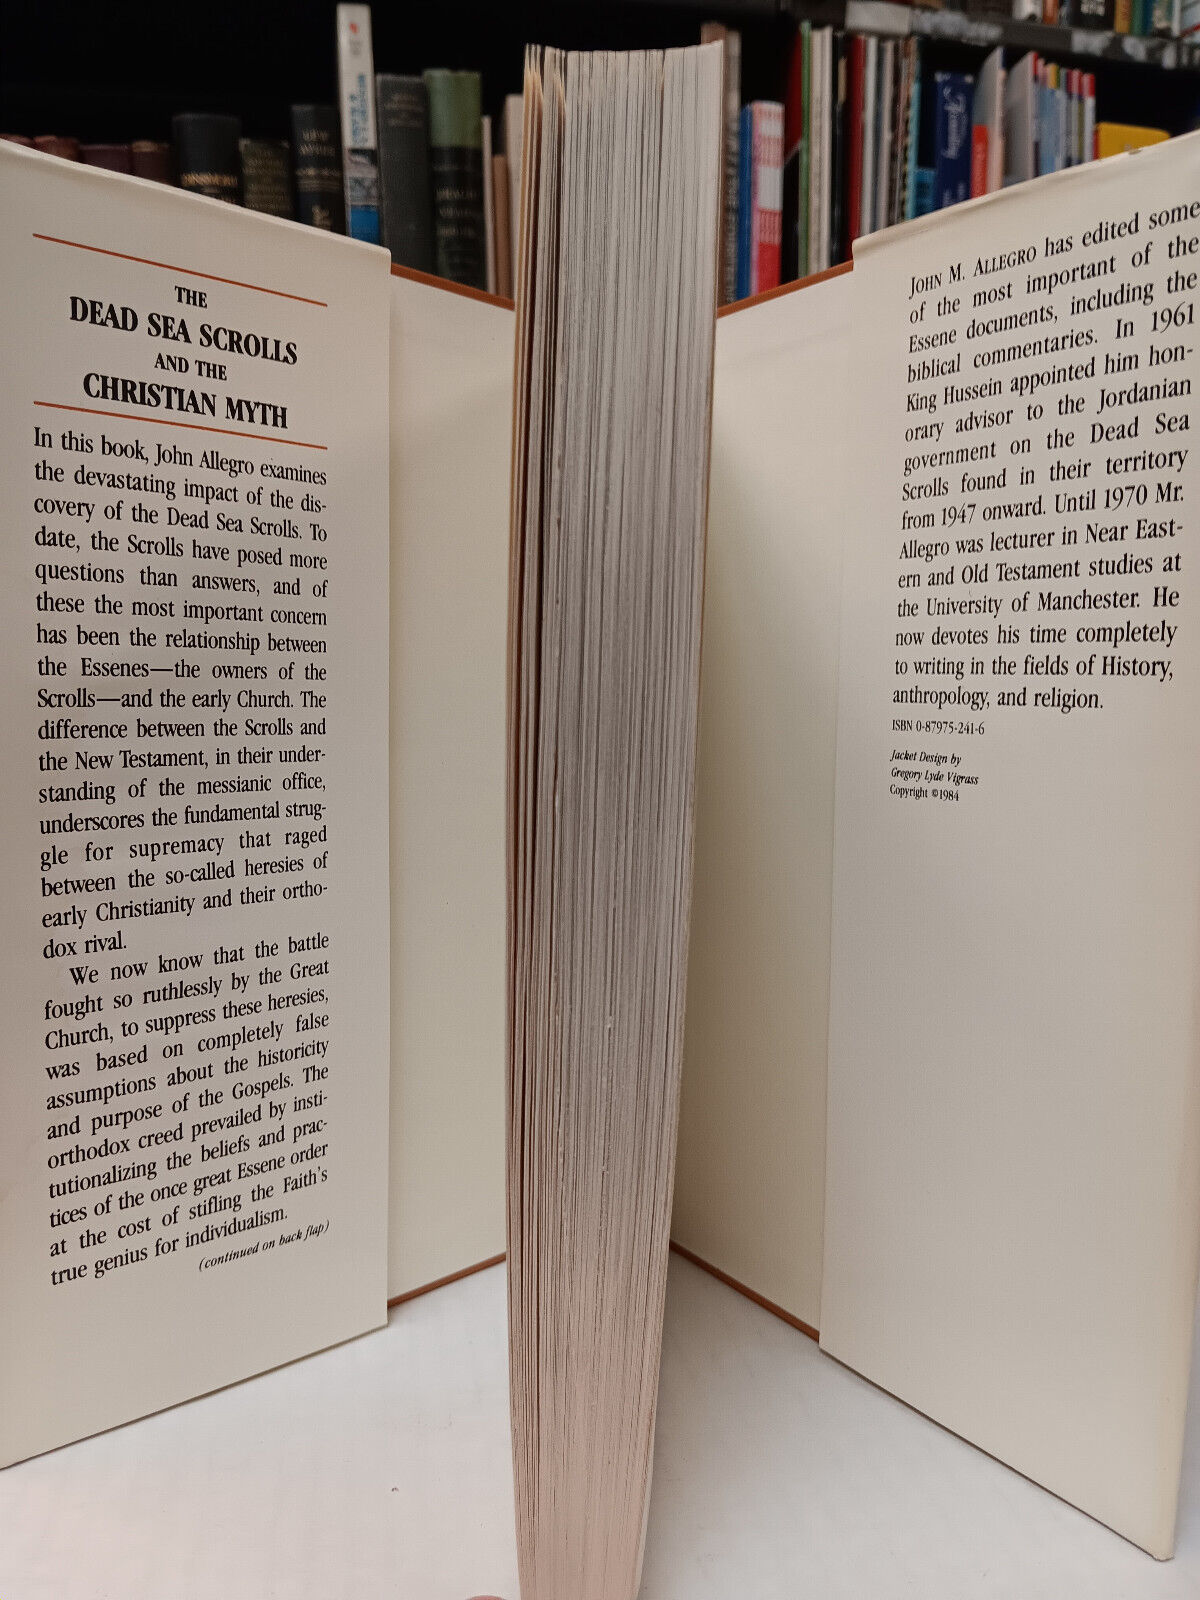 THE
DEAD SEA SCROLLS
AND THE
CHRISTIAN MYTH
In this book, John Allegro examines
the devastating impact of the dis-
covery of the Dead Sea Scrolls. To
date, the Scrolls have posed more
questions than answers, and of
these the most important concern
has been the relationship between
the Essenes—the owners of the
Scrolls—and the early Church. The
difference between the Scrolls and
the New Testament, in their under-
standing of the messianic office,
underscores the fundamental strug-
gle for supremacy that raged
between the so-called heresies of
early Christianity and their ortho-
dox rival.
We now know that the battle
fought so ruthlessly by the Great
Church, to suppress these heresies,
was based on completely false
assumptions about the historicity
and purpose of the Gospels. The
orthodox creed prevailed by insti-
tutionalizing the beliefs and prac-
tices of the once great Essene order
at the cost of stifling the Faith's
true genius for individualism.
(continued on back flap)
JOHN M. ALLEGRO has edited some
of the most important of the
Essene documents, including the
biblical commentaries. In 1961
King Hussein appointed him hon-
orary advisor to the Jordanian
government on the Dead Sea
Scrolls found in their territory
from 1947 onward. Until 1970 Mr.
Allegro was lecturer in Near East-
ern and Old Testament studies at
the University of Manchester. He
now devotes his time completely
to writing in the fields of History,
anthropology, and religion.
ISBN 0-87975-241-6
Jacket Design by
Gregory Lyde Vigrass
Copyright ©1984